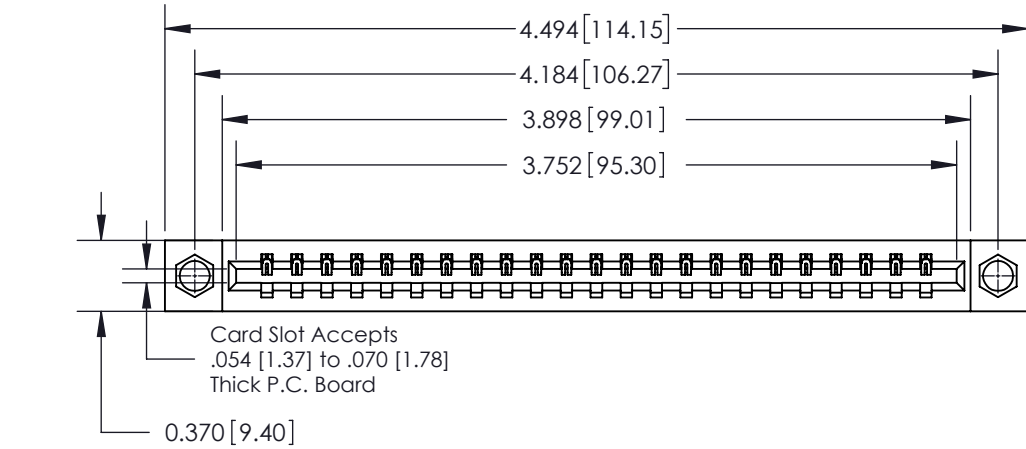 4.494[114.15]
4.184[106.27]
3.898[99.01]
3.752[95.30]
Card Slot Accepts
.054 [1.37] to .070 [1.78]
Thick P.C. Board
0.370[9.40]